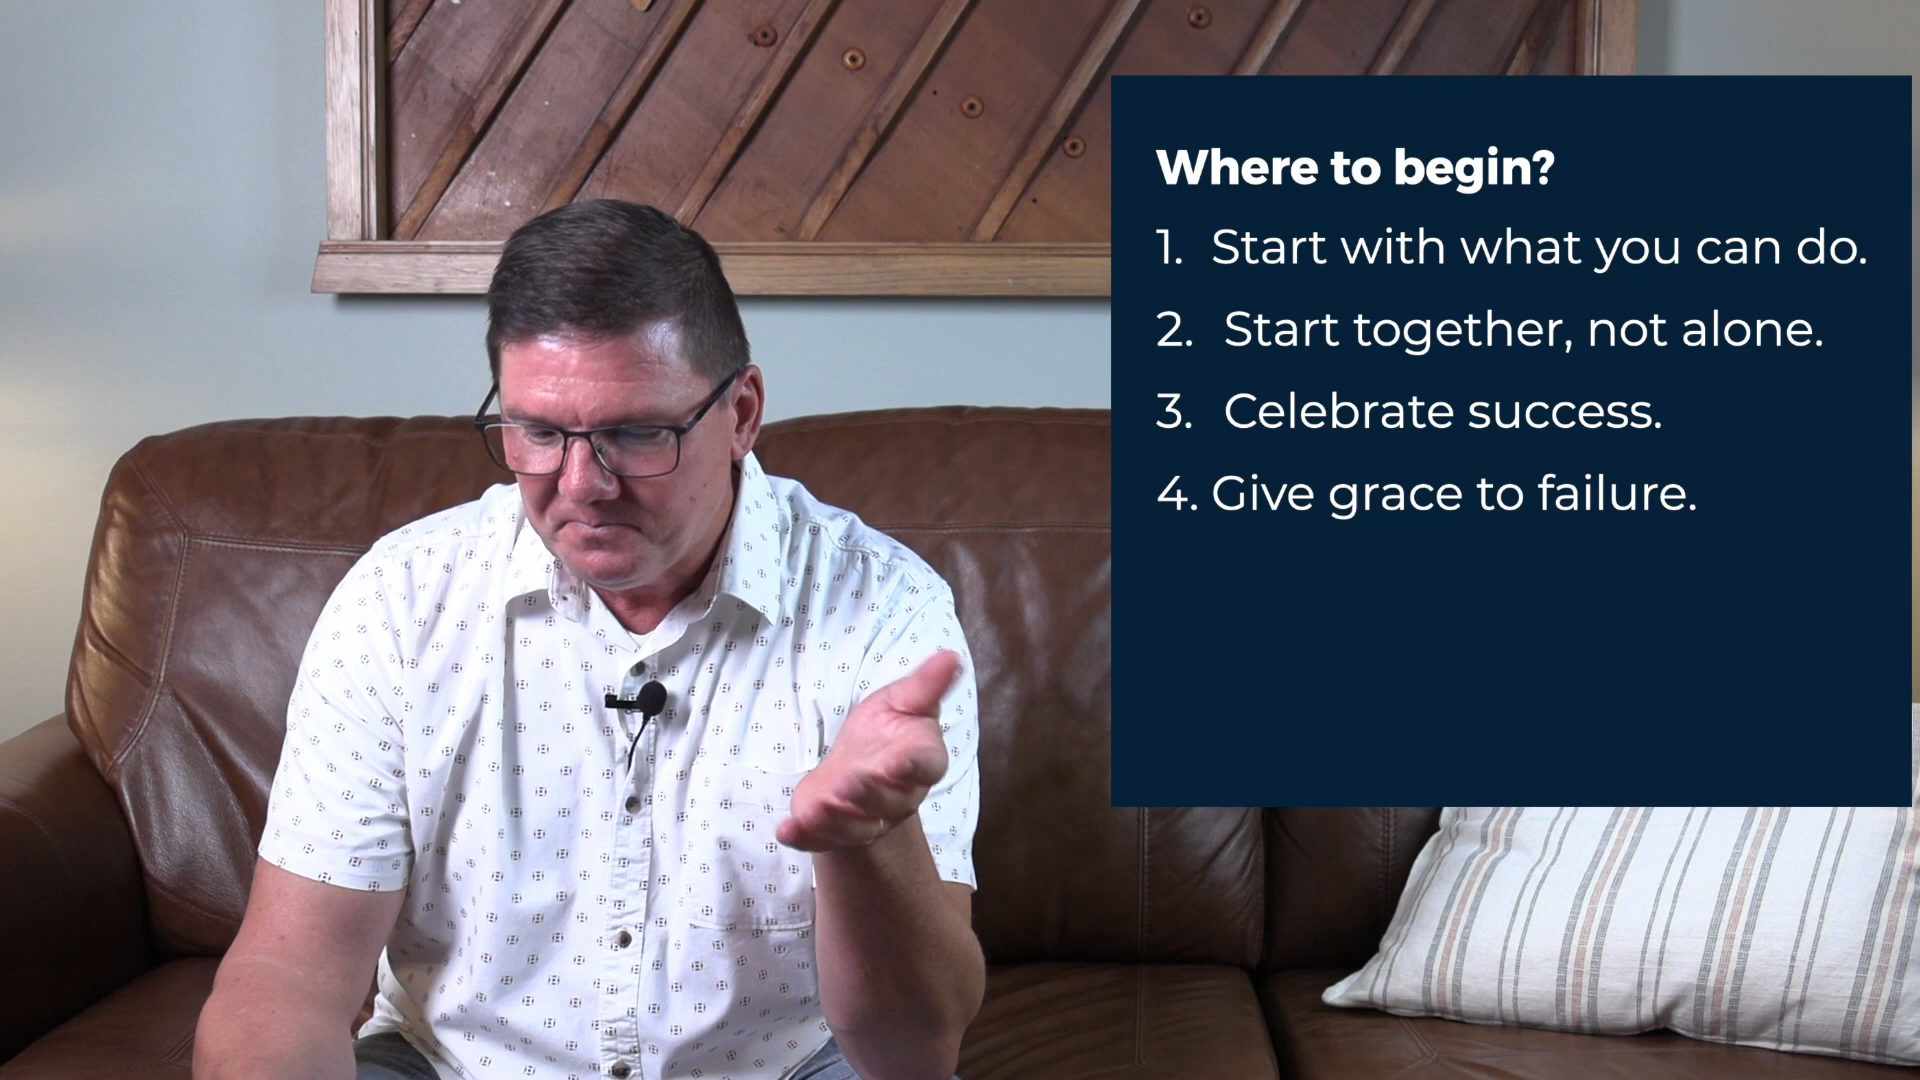 Where to begin?
1. Start with what you can do.
2. Start together, not alone.
3. Celebrate success.
4. Give grace to failure.